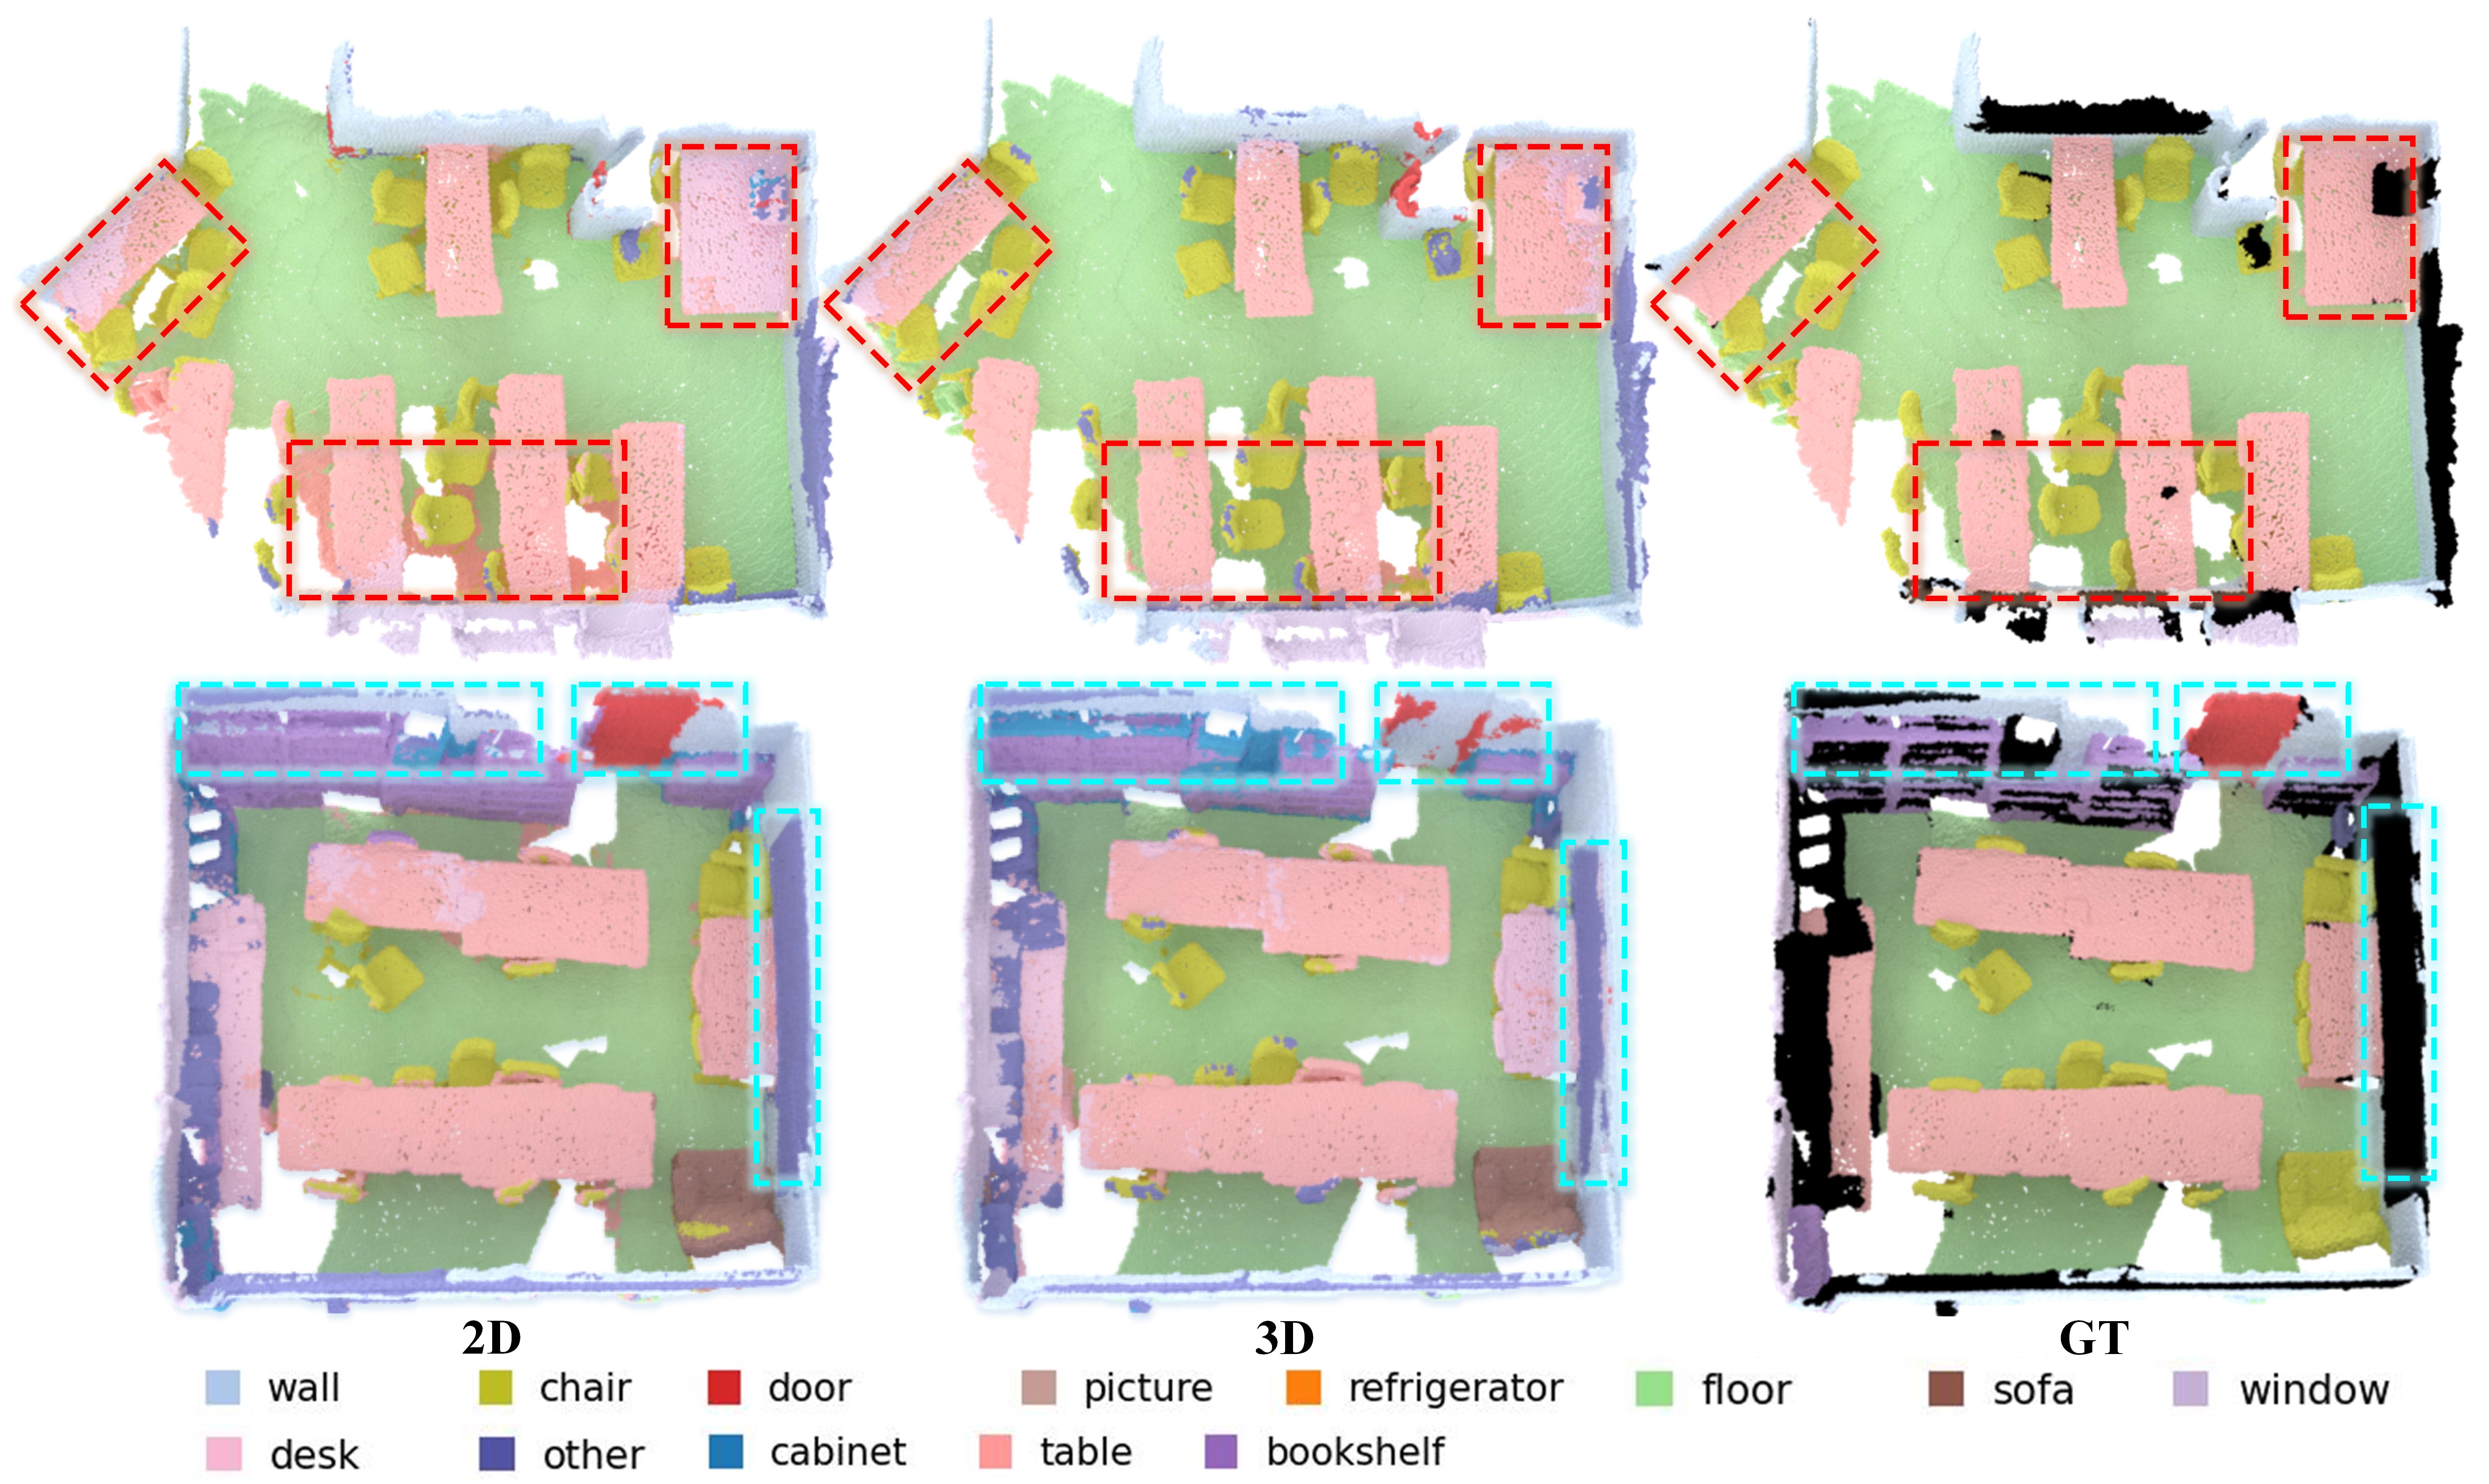 2D 3D GT
wall chair door picture refrigerator floor sofa window
desk other cabinet table bookshelf